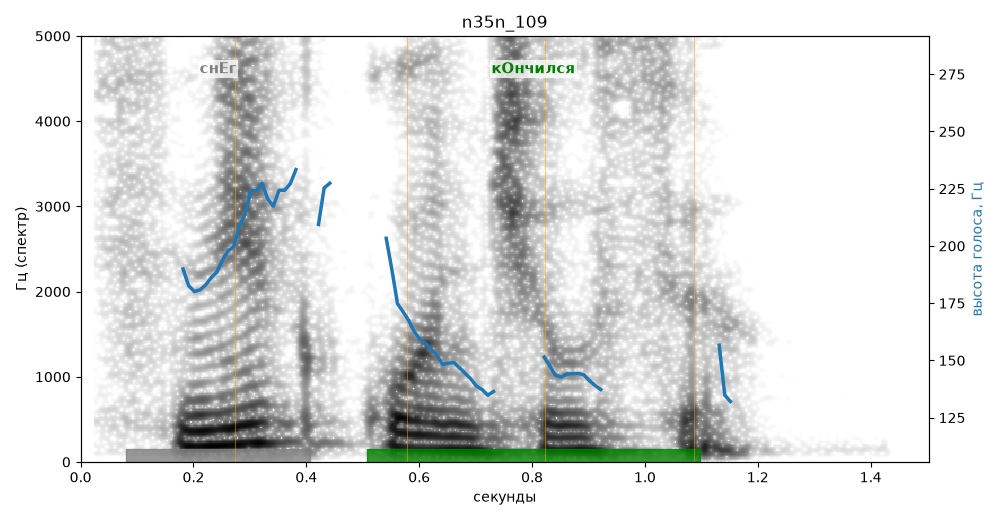 n35n_109
5000
4000
3000
2000
1000
0
Гц (спектр)
снЕг
кОнчился
275
250
225
200
175
150
125
высота голоса, Гц
0.0 0.2 0.4 0.6 0.8 1.0 1.2 1.4
секунды